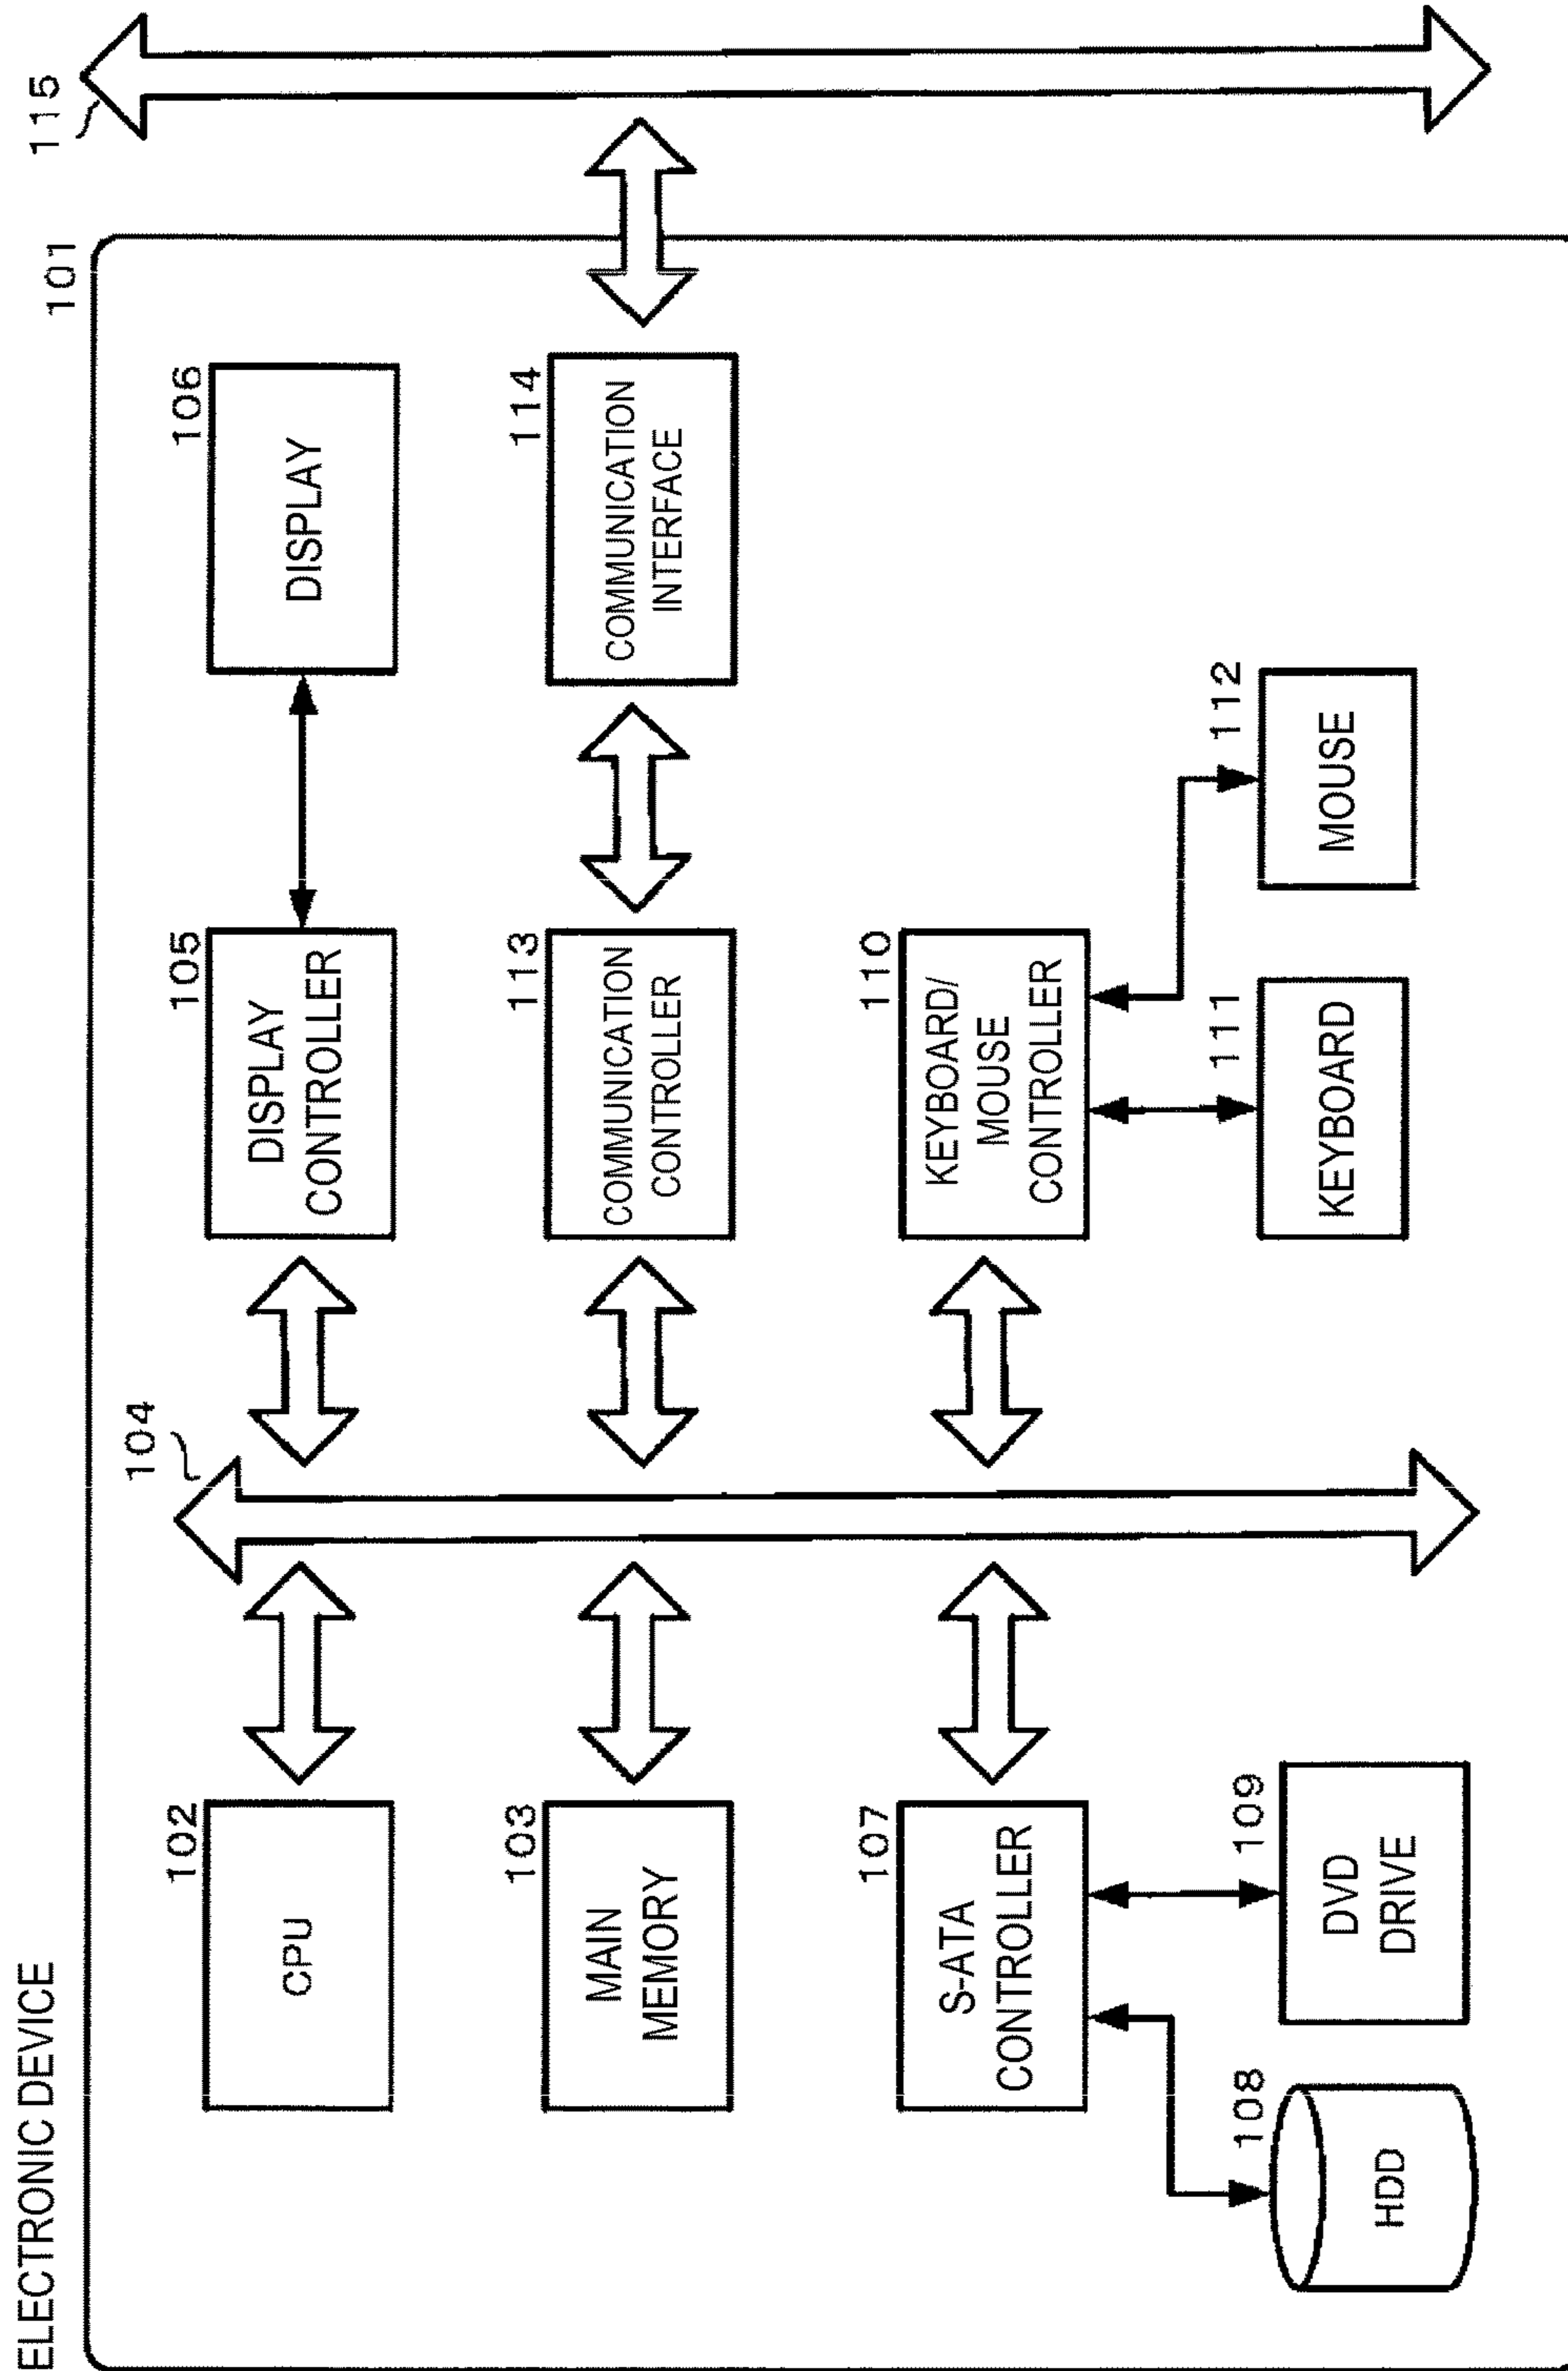 ELECTRONIC DEVICE
101
115
104
102
CPU
105
DISPLAY
CONTROLLER
106
DISPLAY
103
MAIN
MEMORY
113
COMMUNICATION
CONTROLLER
114
COMMUNICATION
INTERFACE
107
S-ATA
CONTROLLER
110
KEYBOARD/
MOUSE
CONTROLLER
108
HDD
109
DVD
DRIVE
111
KEYBOARD
112
MOUSE